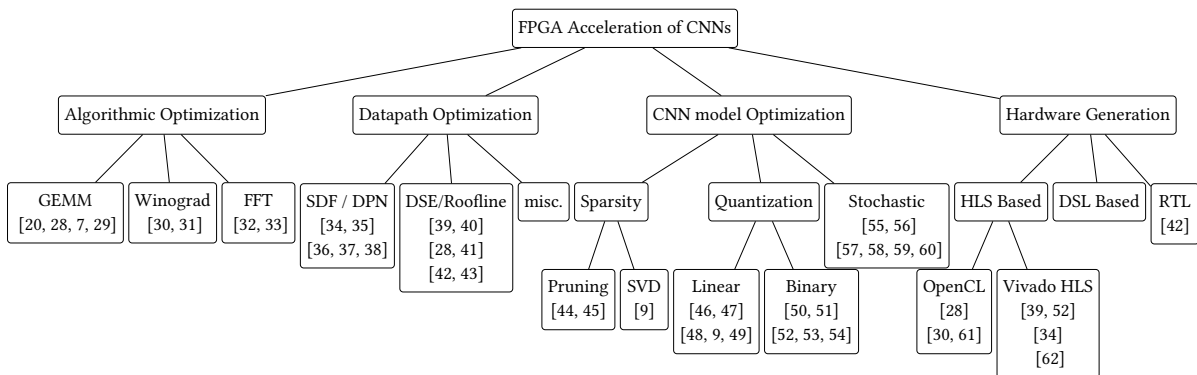 FPGA Acceleration of CNNs
Algorithmic Optimization
Datapath Optimization
CNN model Optimization
Hardware Generation
GEMM
[20, 28, 7, 29]
Winograd
[30, 31]
FFT
[32, 33]
SDF / DPN
[34, 35]
[36, 37, 38]
DSE/Roofline
[39, 40]
[28, 41]
[42, 43]
misc.
Sparsity
Quantization
Stochastic
[55, 56]
[57, 58, 59, 60]
HLS Based
DSL Based
RTL
[42]
Pruning
[44, 45]
SVD
[9]
Linear
[46, 47]
[48, 9, 49]
Binary
[50, 51]
[52, 53, 54]
OpenCL
[28]
[30, 61]
Vivado HLS
[39, 52]
[34]
[62]